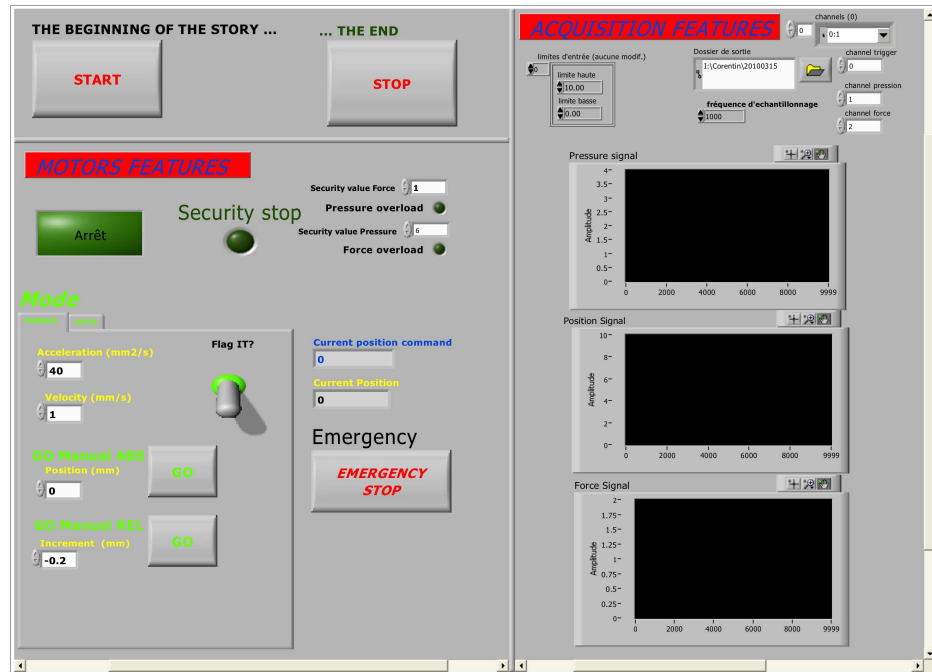 THE BEGINNING OF THE STORY ...
... THE END
START
STOP
MOTORS FEATURES
Arrêt
Security stop
Security value Force
1
Pressure overload
Security value Pressure
6
Force overload
Mode
Acceleration (mm2/s)
40
Velocity (mm/s)
1
Flag IT?
GO Manual ABS
Position (mm)
0
GO
GO Manual REL
Increment (mm)
-0.2
GO
Current position command
0
Current Position
0
Emergency
EMERGENCY
STOP
ACQUISITION FEATURES
channels (0)
0
0:1
limites d'entrée (aucune modif.)
0
limite haute
10.00
limite basse
0.00
Dossier de sortie
I:\Corentin\20100315
fréquence d'echantillonnage
1000
channel trigger
0
channel pression
1
channel force
2
Pressure signal
Amplitude
4
3.5
3
2.5
2
1.5
1
0.5
0
0 2000 4000 6000 8000 9999
Position Signal
Amplitude
10
8
6
4
2
0
0 2000 4000 6000 8000 9999
Force Signal
Amplitude
2
1.75
1.5
1.25
1
0.75
0.5
0.25
0
0 2000 4000 6000 8000 9999